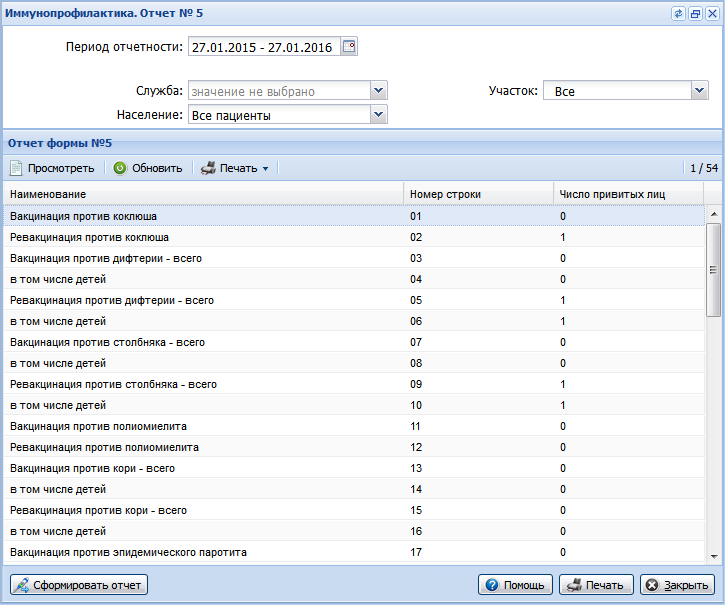 Иммунопрофилактика. Отчет № 5
Период отчетности: 27.01.2015 - 27.01.2016
Служба: значение не выбрано Участок: Все
Население: Все пациенты
Отчет формы №5
Просмотреть Обновить Печать 1 / 54
Наименование Номер строки Число привитых лиц
Вакцинация против коклюша 01 0
Ревакцинация против коклюша 02 1
Вакцинация против дифтерии - всего 03 0
в том числе детей 04 0
Ревакцинация против дифтерии - всего 05 1
в том числе детей 06 1
Вакцинация против столбняка - всего 07 0
в том числе детей 08 0
Ревакцинация против столбняка - всего 09 1
в том числе детей 10 1
Вакцинация против полиомиелита 11 0
Ревакцинация против полиомиелита 12 0
Вакцинация против кори - всего 13 0
в том числе детей 14 0
Ревакцинация против кори - всего 15 0
в том числе детей 16 0
Вакцинация против эпидемического паротита 17 0
Сформировать отчет Помощь Печать Закрыть